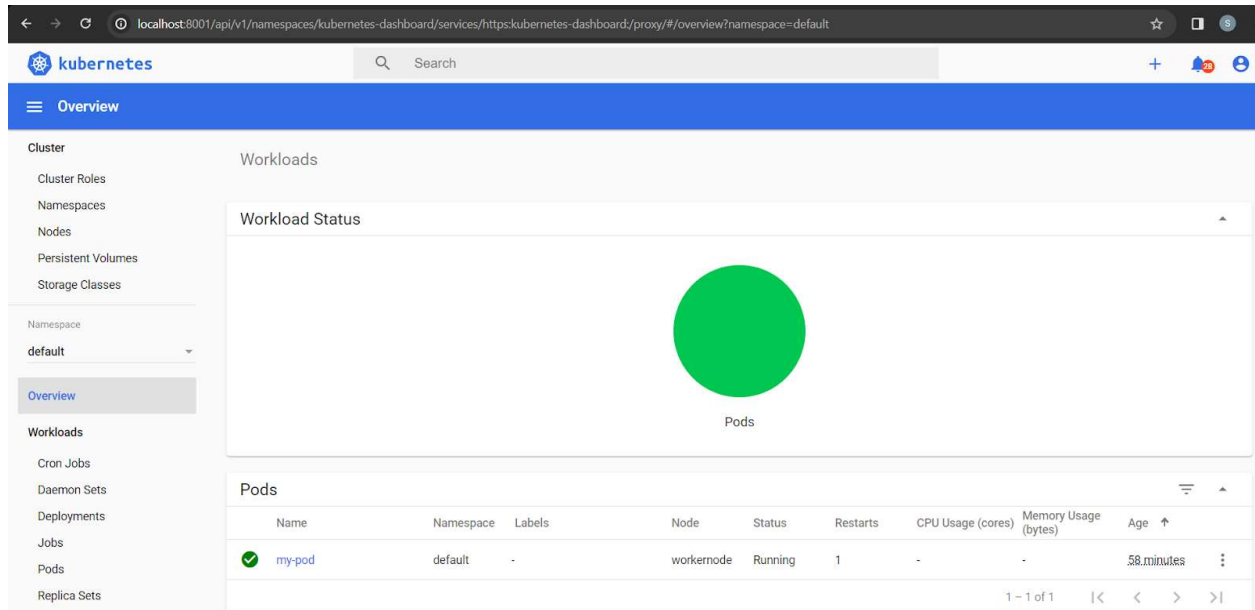 localhost:8001/api/v1/namespaces/kubernetes-dashboard/services/https:kubernetes-dashboard:/proxy/#/overview?namespace=default
S
kubernetes
Search
+
28
Overview
Cluster
Cluster Roles
Namespaces
Nodes
Persistent Volumes
Storage Classes
Namespace
default
Overview
Workloads
Cron Jobs
Daemon Sets
Deployments
Jobs
Pods
Replica Sets
Workloads
Workload Status
Pods
Pods
Name Namespace Labels Node Status Restarts CPU Usage (cores) Memory Usage (bytes) Age
my-pod default - workernode Running 1 - - 58 minutes
1 – 1 of 1